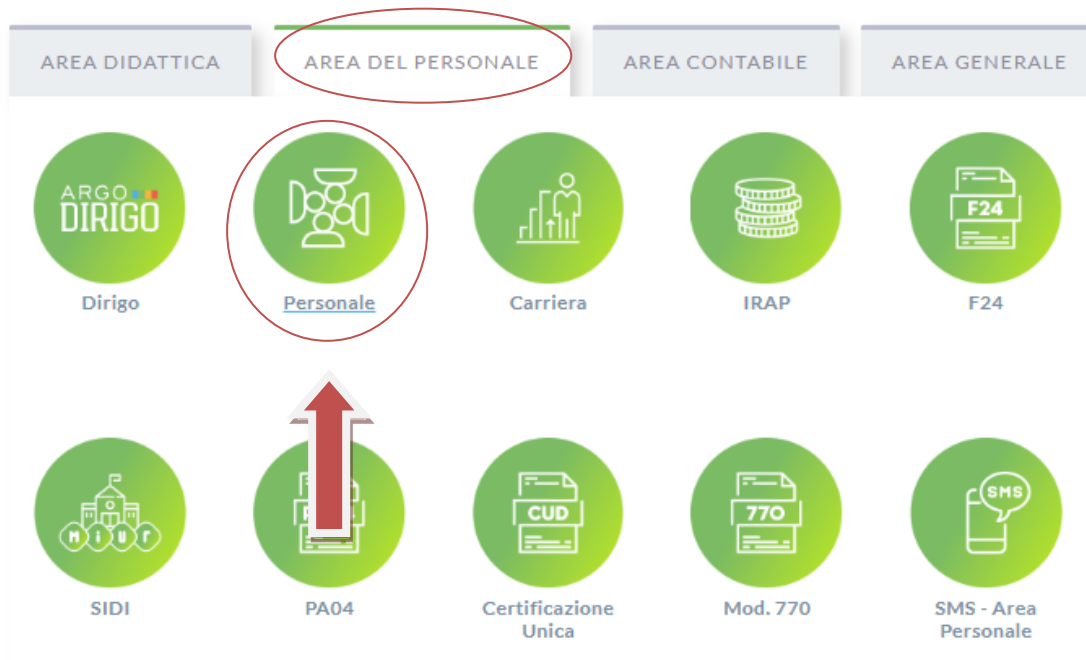 AREA DIDATTICA
AREA DEL PERSONALE
AREA CONTABILE
AREA GENERALE
ARGO
DIRIGO
F24
Dirigo
Personale
Carriera
IRAP
F24
MiUr
CUD
770
SMS
SIDI
PA04
Certificazione
Unica
Mod. 770
SMS - Area
Personale